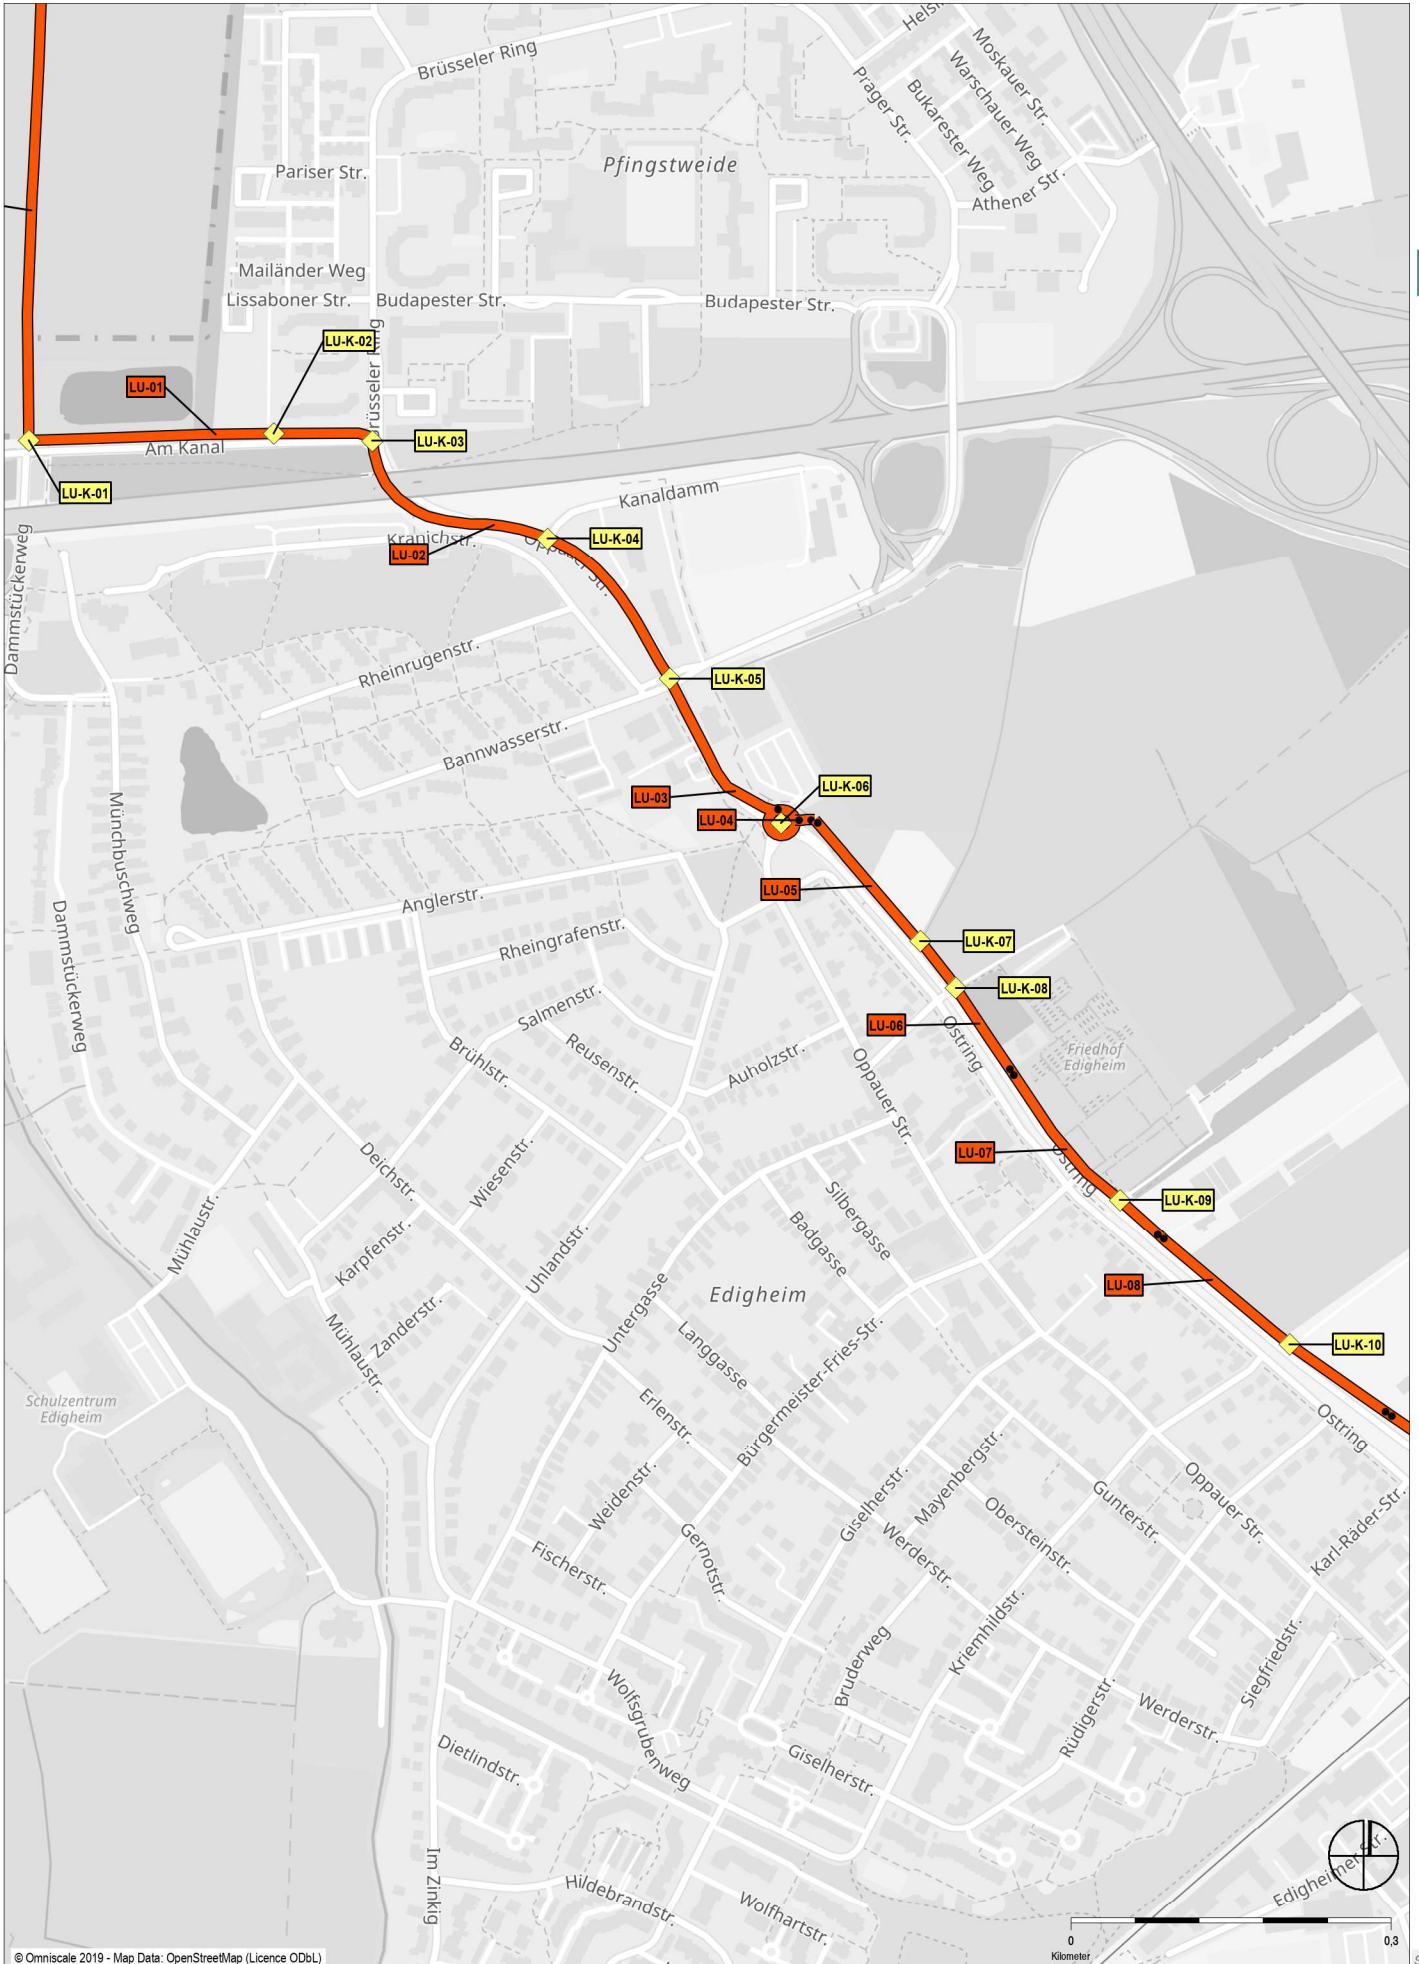 Helsi
Moskauer Str.
Brüsseler Ring
Prager Str.
Warschauer Weg
Bukarester Weg
Pfingstweide
Pariser Str.
Athener Str.
Mailänder Weg
Lissaboner Str.
Budapester Str.
Budapester Str.
LU-K-02
Brüsseler Ring
LU-01
LU-K-03
Am Kanal
LU-K-01
Kanaldamm
Dammstückerweg
Kranichstr.
LU-02
Oppauer Str.
LU-K-04
Rheinrugenstr.
LU-K-05
Bannwasserstr.
LU-03
LU-K-06
LU-04
Münchbuschweg
LU-05
Anglerstr.
Dammstückerweg
Rheingrafenstr.
LU-K-07
Salmenstr.
LU-K-08
LU-06
Ostring
Brühlstr.
Reusenstr.
Auholzstr.
Oppauer Str.
Friedhof
Edigheim
Deichstr.
Wiesenstr.
LU-07
Ostring
Silbergasse
LU-K-09
Mühlaustr.
Karpfenstr.
Uhlandstr.
Badgasse
Untergasse
Edigheim
LU-08
Mühlaustr.
Zanderstr.
Langgasse
LU-K-10
Bürgermeister-Fries-Str.
Schulzentrum
Edigheim
Erlenstr.
Ostring
Weidenstr.
Giselherstr.
Mayenbergstr.
Gunterstr.
Oppauer Str.
Karl-Räder-Str.
Obersteinstr.
Werderstr.
Gernotstr.
Fischerstr.
Kriemhildstr.
Bruderweg
Siegfriedstr.
Wolfsgrubenweg
Werderstr.
Rüdigerstr.
Dietlindstr.
Giselherstr.
Im Zinkig
Hildebrandstr.
Wolfhartstr.
Edigheimer Str.
0
0,3
Kilometer
© Omniscale 2019 - Map Data: OpenStreetMap (Licence ODbL)